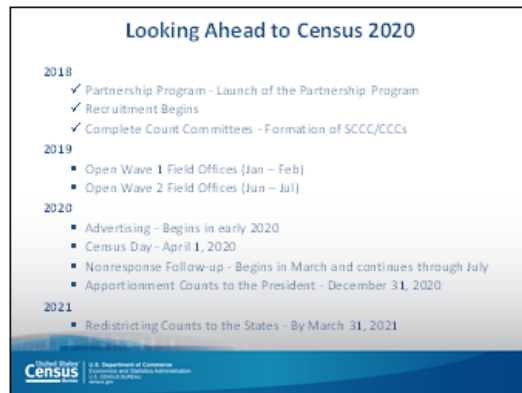 Looking Ahead to Census 2020
2018
✓ Partnership Program - Launch of the Partnership Program
✓ Recruitment Begins
✓ Complete Count Committees - Formation of SCCC/CCCs
2019
▪ Open Wave 1 Field Offices (Jan – Feb)
▪ Open Wave 2 Field Offices (Jun – Jul)
2020
▪ Advertising - Begins in early 2020
▪ Census Day - April 1, 2020
▪ Nonresponse Follow-up - Begins in March and continues through July
▪ Apportionment Counts to the President - December 31, 2020
2021
▪ Redistricting Counts to the States - By March 31, 2021
United States
Census
Bureau
U.S. Department of Commerce
Economics and Statistics Administration
U.S. CENSUS BUREAU
census.gov